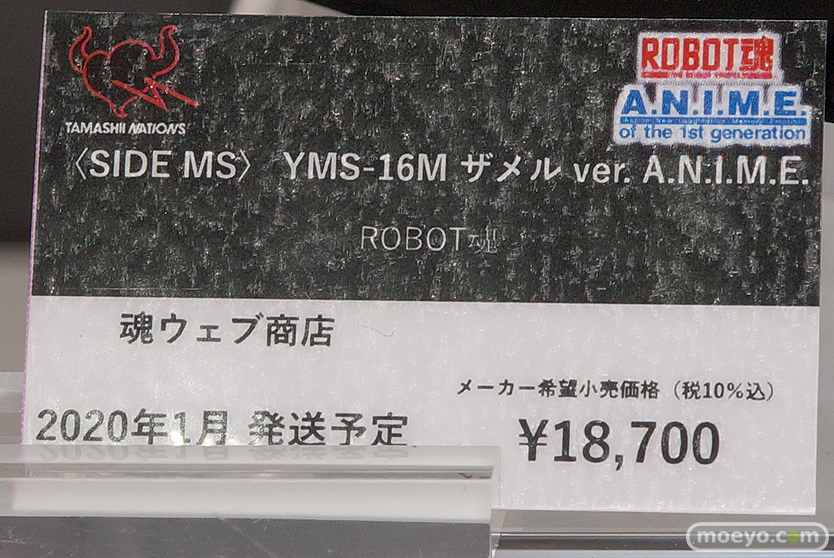 TAMASHII NATIONS
ROBOT魂
A.N.I.M.E.
of the 1st generation
〈SIDE MS〉 YMS-16M ザメル ver. A.N.I.M.E.
ROBOT魂
魂ウェブ商店
メーカー希望小売価格（税10%込）
2020年1月 発送予定
¥18,700
moeyo.com